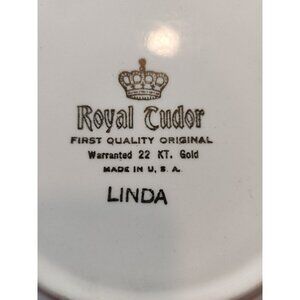 Royal Tudor
FIRST QUALITY ORIGINAL
Warranted 22 KT. Gold
MADE IN U. S. A.
LINDA